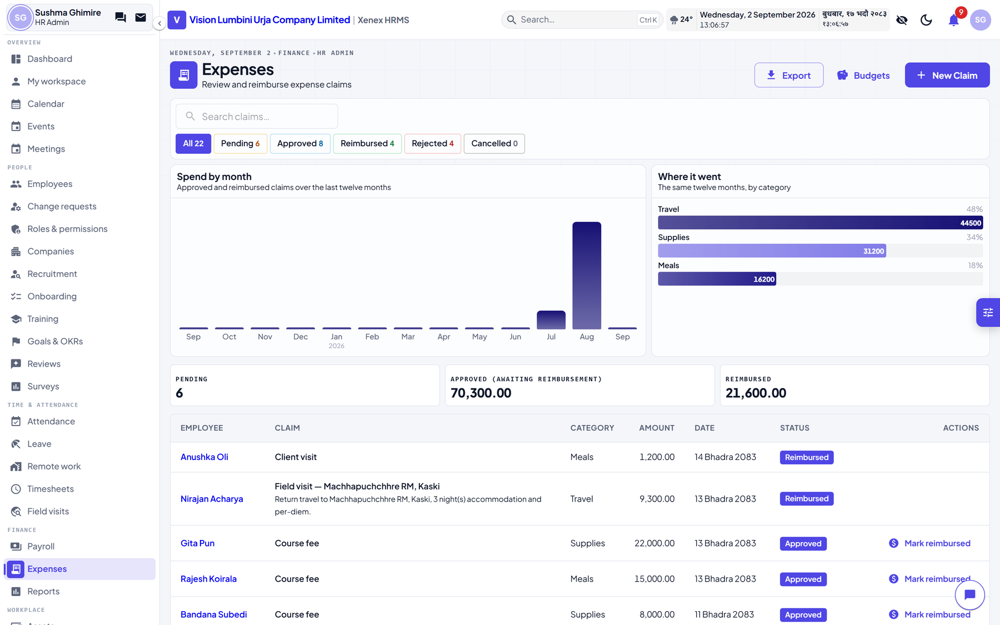 SG
Sushma Ghimire
HR Admin
OVERVIEW
Dashboard
My workspace
Calendar
Events
Meetings
PEOPLE
Employees
Change requests
Roles & permissions
Companies
Recruitment
Onboarding
Training
Goals & OKRs
Reviews
Surveys
TIME & ATTENDANCE
Attendance
Leave
Remote work
Timesheets
Field visits
FINANCE
Payroll
Expenses
Reports
WORKPLACE
V Vision Lumbini Urja Company Limited | Xenex HRMS
Search... Ctrl K
24°
Wednesday, 2 September 2026
13:06:57
बुधबार, १७ भदौ २०८३
१३:०६:५७
9
SG
WEDNESDAY, SEPTEMBER 2 • FINANCE • HR ADMIN
Expenses
Review and reimburse expense claims
Export
Budgets
+ New Claim
Search claims...
All 22
Pending 6
Approved 8
Reimbursed 4
Rejected 4
Cancelled 0
Spend by month
Approved and reimbursed claims over the last twelve months
Sep Oct Nov Dec Jan Feb Mar Apr May Jun Jul Aug Sep
2026
Where it went
The same twelve months, by category
Travel 48%
44500
Supplies 34%
31200
Meals 18%
16200
PENDING
6
APPROVED (AWAITING REIMBURSEMENT)
70,300.00
REIMBURSED
21,600.00
EMPLOYEE CLAIM CATEGORY AMOUNT DATE STATUS ACTIONS
Anushka Oli Client visit Meals 1,200.00 14 Bhadra 2083 Reimbursed
Nirajan Acharya Field visit — Machhapuchchhre RM, Kaski Travel 9,300.00 13 Bhadra 2083 Reimbursed
Return travel to Machhapuchchhre RM, Kaski, 3 night(s) accommodation and
per-diem.
Gita Pun Course fee Supplies 22,000.00 13 Bhadra 2083 Approved Mark reimbursed
Rajesh Koirala Course fee Meals 15,000.00 13 Bhadra 2083 Approved Mark reimbursed
Bandana Subedi Course fee Supplies 8,000.00 11 Bhadra 2083 Approved Mark reimbursed